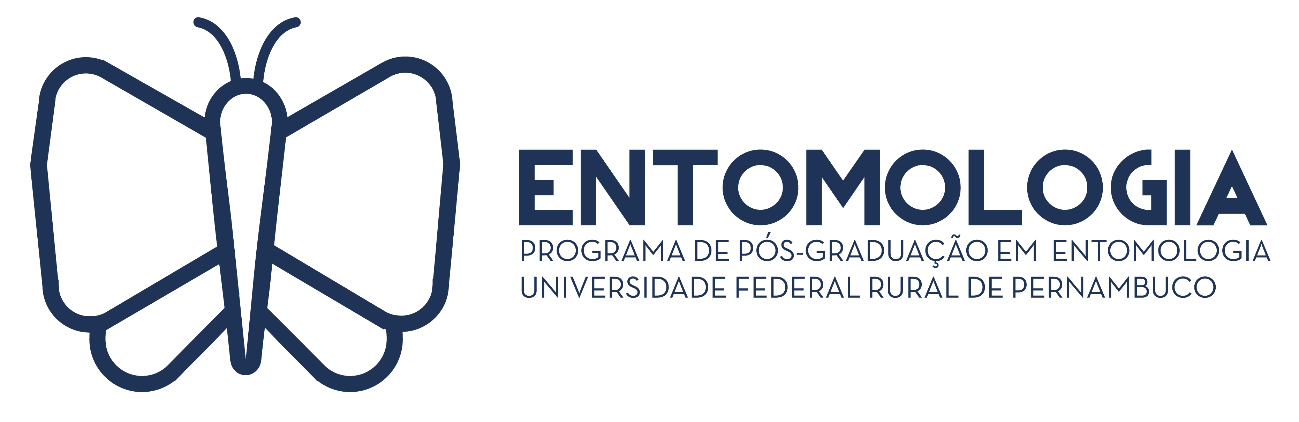 ENTOMOLOGIA
PROGRAMA DE PÓS-GRADUAÇÃO EM ENTOMOLOGIA
UNIVERSIDADE FEDERAL RURAL DE PERNAMBUCO